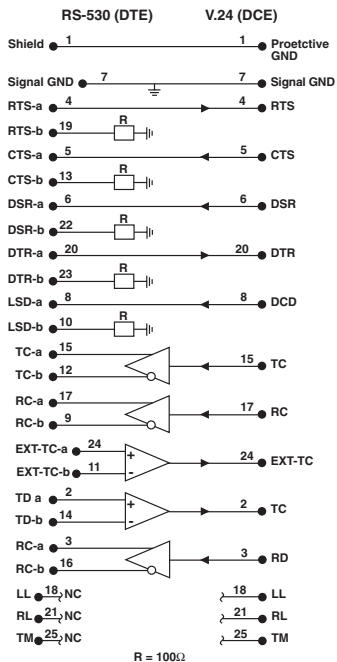 RS-530 (DTE) V.24 (DCE)
Shield 1 1 Proetctive
GND
Signal GND 7 7 Signal GND
RTS-a 4 4 RTS
RTS-b 19 R
CTS-a 5 5 CTS
CTS-b 13 R
DSR-a 6 6 DSR
DSR-b 22 R
DTR-a 20 20 DTR
DTR-b 23 R
LSD-a 8 8 DCD
LSD-b 10 R
TC-a 15 15 TC
TC-b 12
RC-a 17 17 RC
RC-b 9
EXT-TC-a 24 + 24 EXT-TC
EXT-TC-b 11 -
TD a 2 + 2 TC
TD-b 14 -
RC-a 3 3 RD
RC-b 16
LL 18 NC 18 LL
RL 21 NC 21 RL
TM 25 NC 25 TM
R = 100Ω